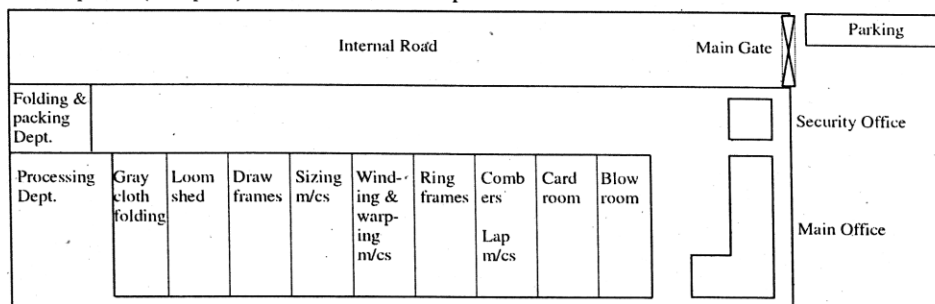 Internal Road
Main Gate
Parking
Folding &
packing
Dept.
Security Office
Processing
Dept.
Gray
cloth
folding
Loom
shed
Draw
frames
Sizing
m/cs
Wind-
ing &
warp-
ing
m/cs
Ring
frames
Comb
ers
Lap
m/cs
Card
room
Blow
room
Main Office